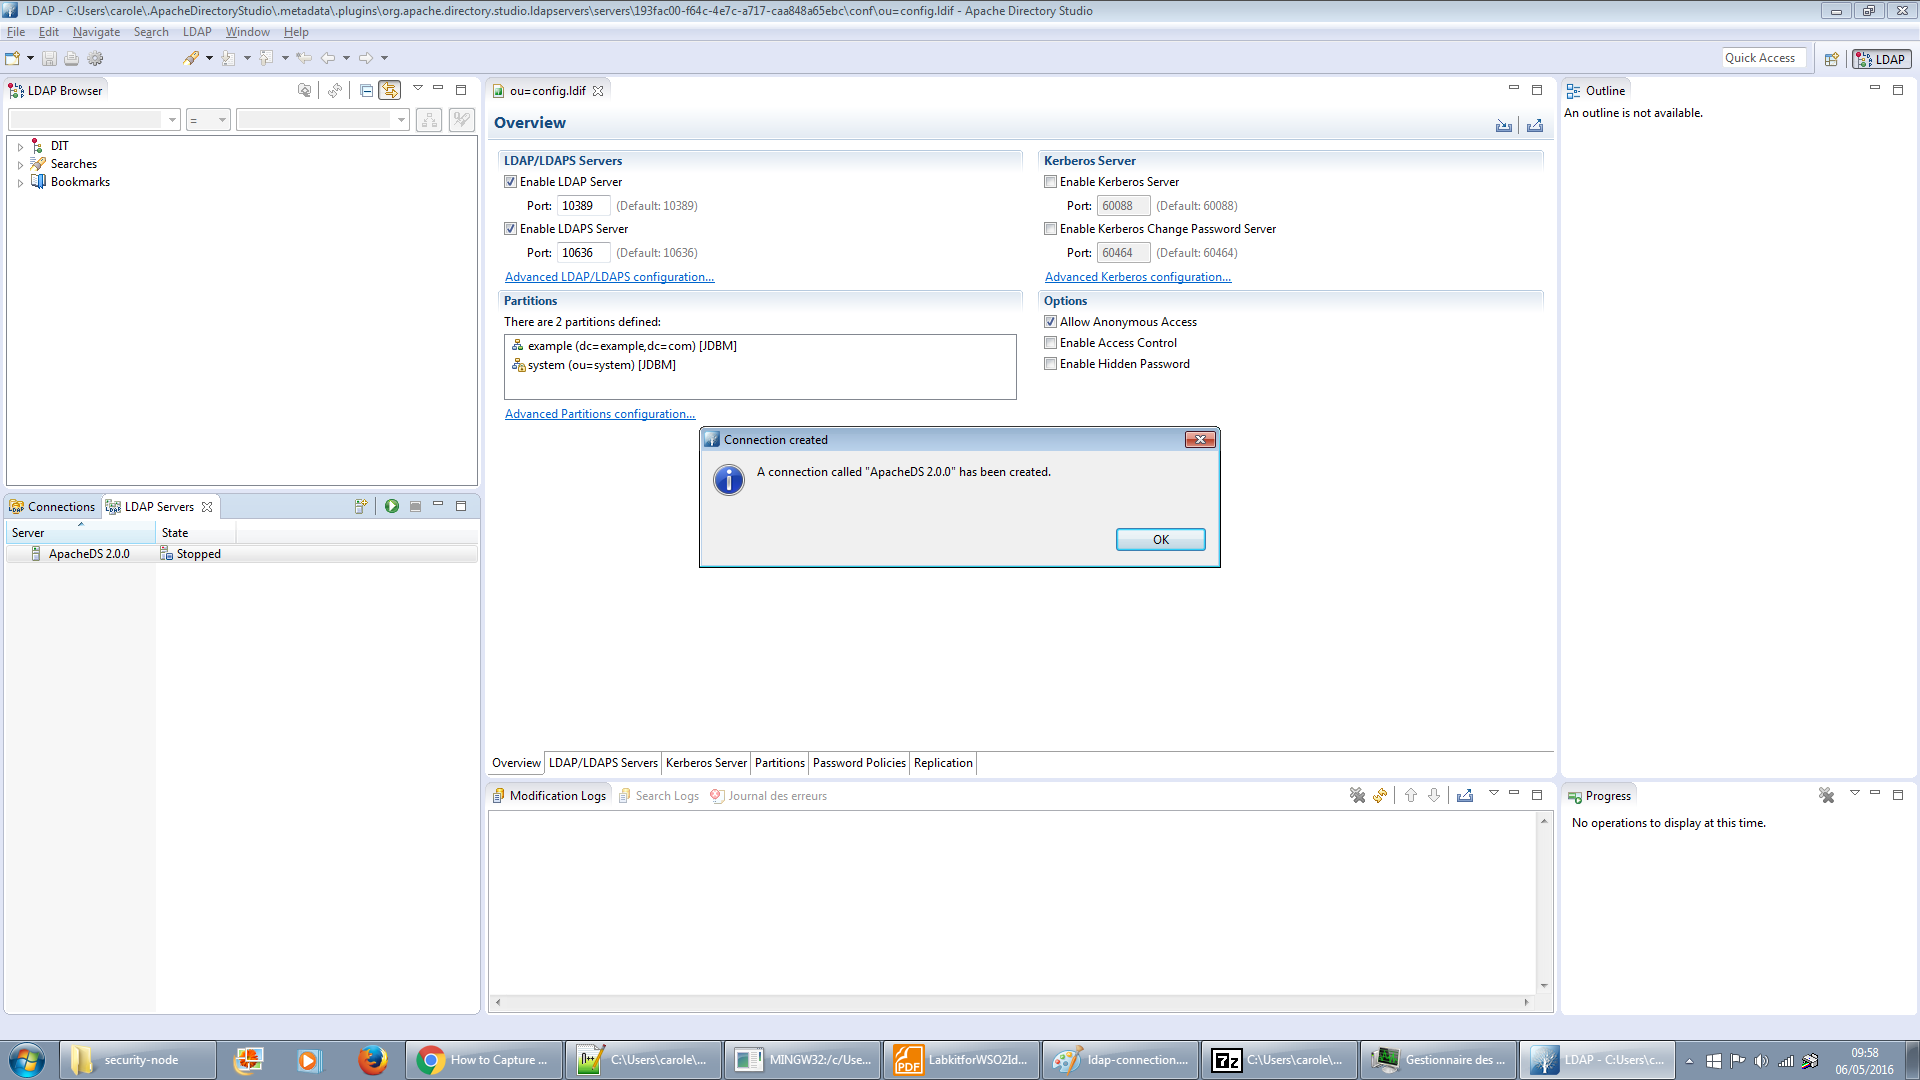 LDAP - C:\Users\carole\.ApacheDirectoryStudio\.metadata\.plugins\org.apache.directory.studio.ldapservers\servers\193fac00-f64c-4e7c-a717-caa848a65ebc\conf\ou=config.ldif - Apache Directory Studio
File Edit Navigate Search LDAP Window Help
Quick Access
LDAP
LDAP Browser
=
DIT
Searches
Bookmarks
Connections LDAP Servers
Server State
ApacheDS 2.0.0 Stopped
ou=config.ldif
Overview
LDAP/LDAPS Servers
Enable LDAP Server
Port: 10389 (Default: 10389)
Enable LDAPS Server
Port: 10636 (Default: 10636)
Advanced LDAP/LDAPS configuration...
Partitions
There are 2 partitions defined:
example (dc=example,dc=com) [JDBM]
system (ou=system) [JDBM]
Advanced Partitions configuration...
Kerberos Server
Enable Kerberos Server
Port: 60088 (Default: 60088)
Enable Kerberos Change Password Server
Port: 60464 (Default: 60464)
Advanced Kerberos configuration...
Options
Allow Anonymous Access
Enable Access Control
Enable Hidden Password
Connection created
A connection called "ApacheDS 2.0.0" has been created.
OK
Overview LDAP/LDAPS Servers Kerberos Server Partitions Password Policies Replication
Modification Logs Search Logs Journal des erreurs
Outline
An outline is not available.
Progress
No operations to display at this time.
security-node
How to Capture ...
C:\Users\carole\...
MINGW32:/c/Use...
PDF
LabkitforWSO2Id...
ldap-connection....
7z
C:\Users\carole\...
Gestionnaire des ...
LDAP - C:\Users\c...
09:58
06/05/2016